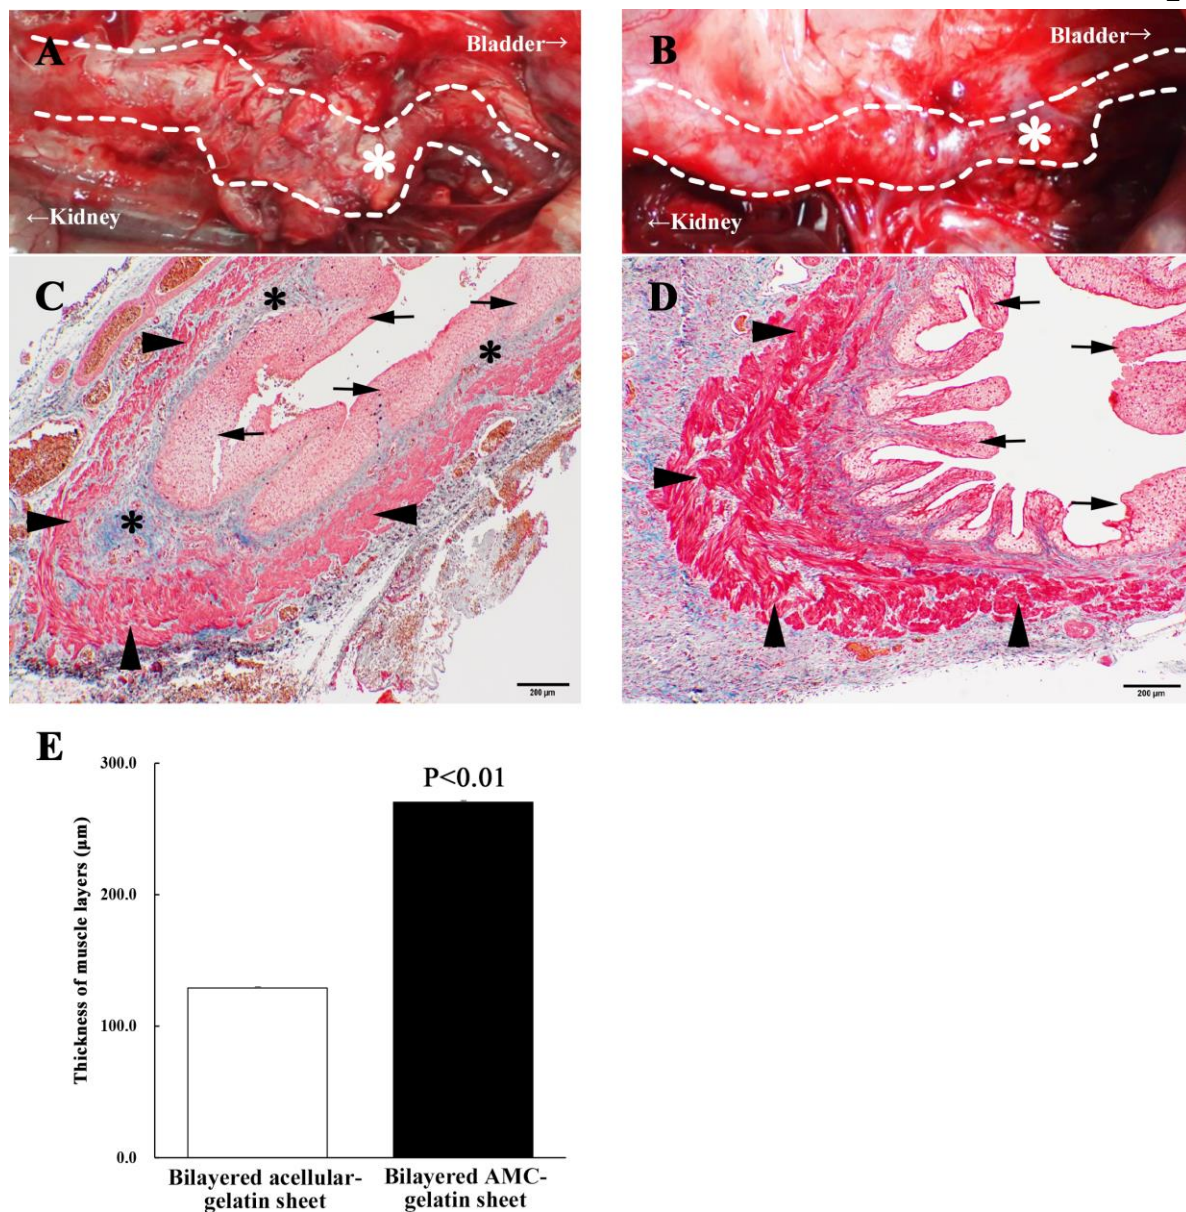 A
Bladder→
←Kidney
B
Bladder→
←Kidney
C
*
*
*
200 μm
D
200 μm
E
P<0.01
Thickness of muscle layers (μm)
300.0
200.0
100.0
0.0
Bilayered acellular-
gelatin sheet
Bilayered AMC-
gelatin sheet